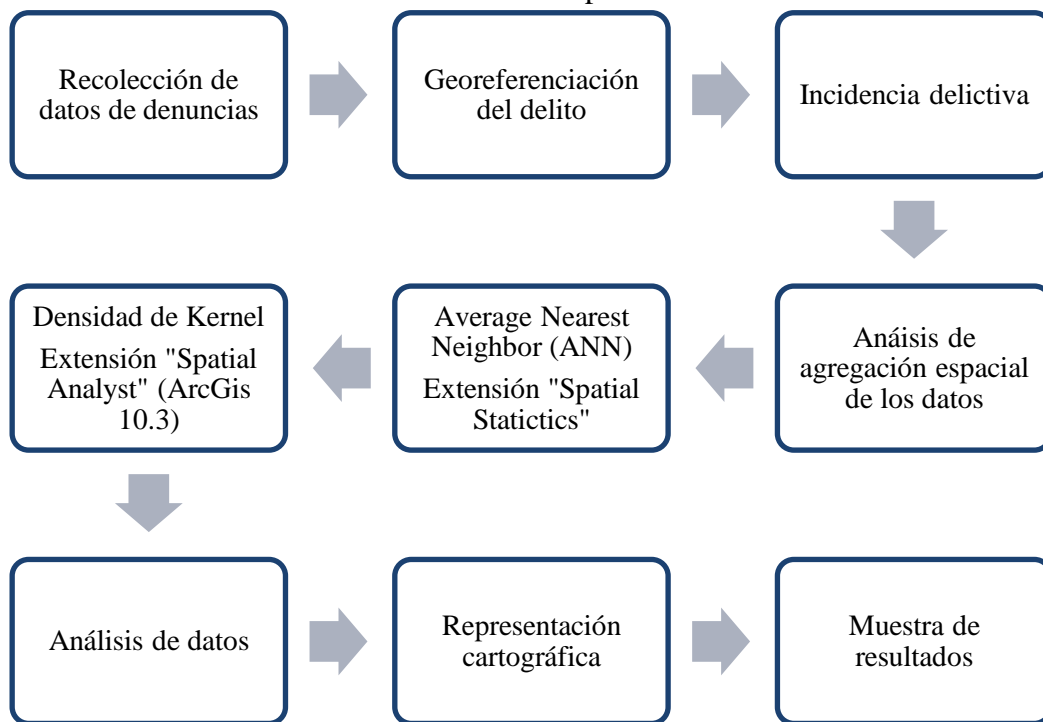 Recolección de
datos de denuncias
Georeferenciación
del delito
Incidencia delictiva
Anáisis de
agregación espacial
de los datos
Average Nearest
Neighbor (ANN)
Extensión "Spatial
Statictics"
Densidad de Kernel
Extensión "Spatial
Analyst" (ArcGis
10.3)
Análisis de datos
Representación
cartográfica
Muestra de
resultados